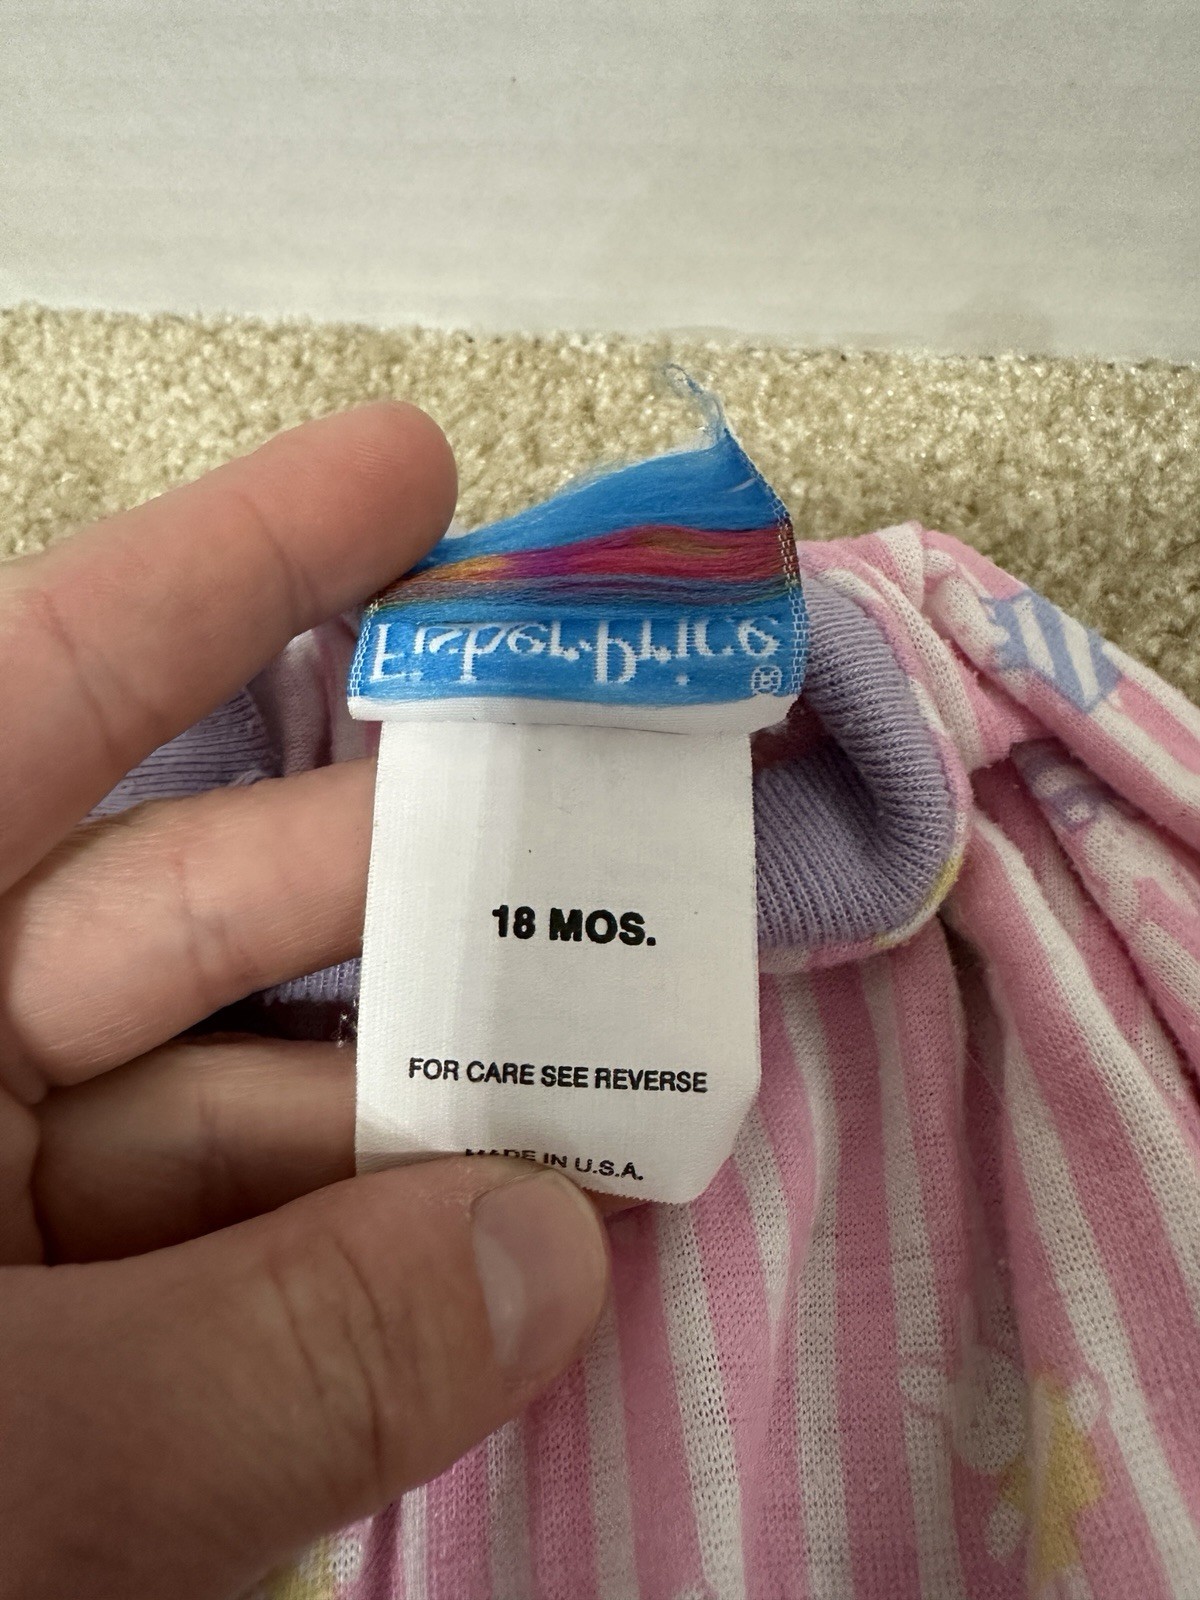 Fisher-Price®
18 MOS.
FOR CARE SEE REVERSE
MADE IN U.S.A.